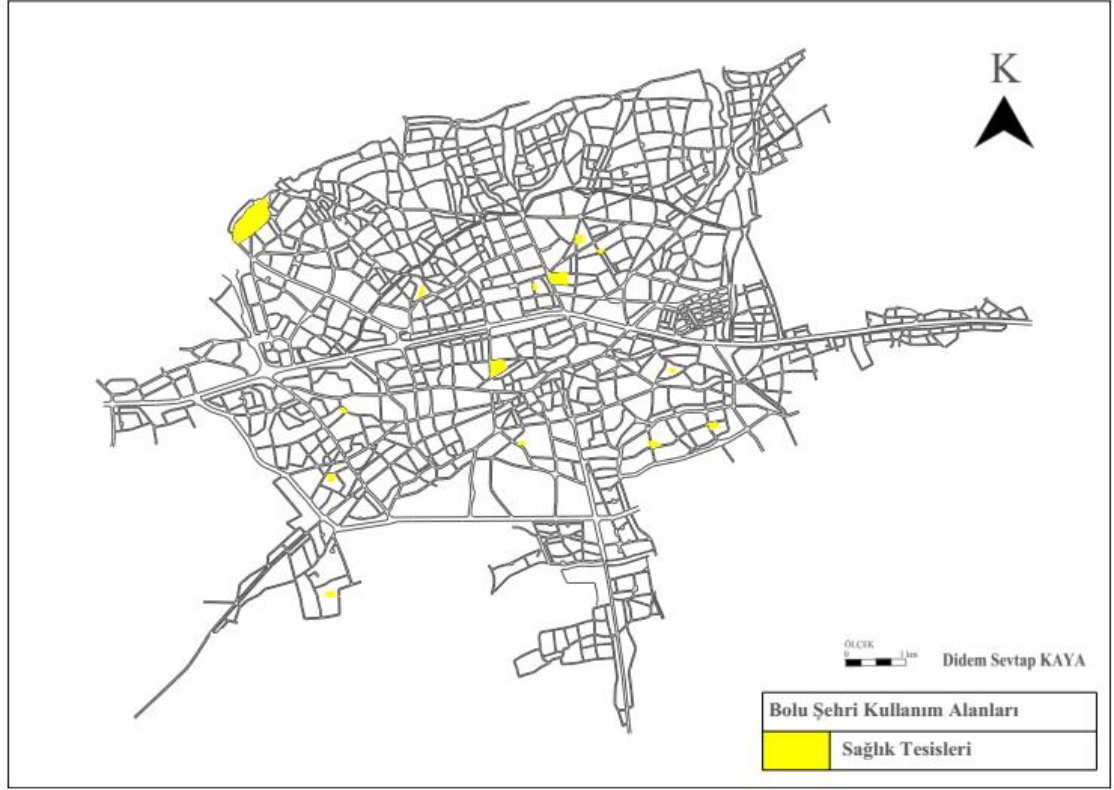 K
ÖLÇEK
0 1 km
Didem Sevtap KAYA
Bolu Şehri Kullanım Alanları
Sağlık Tesisleri